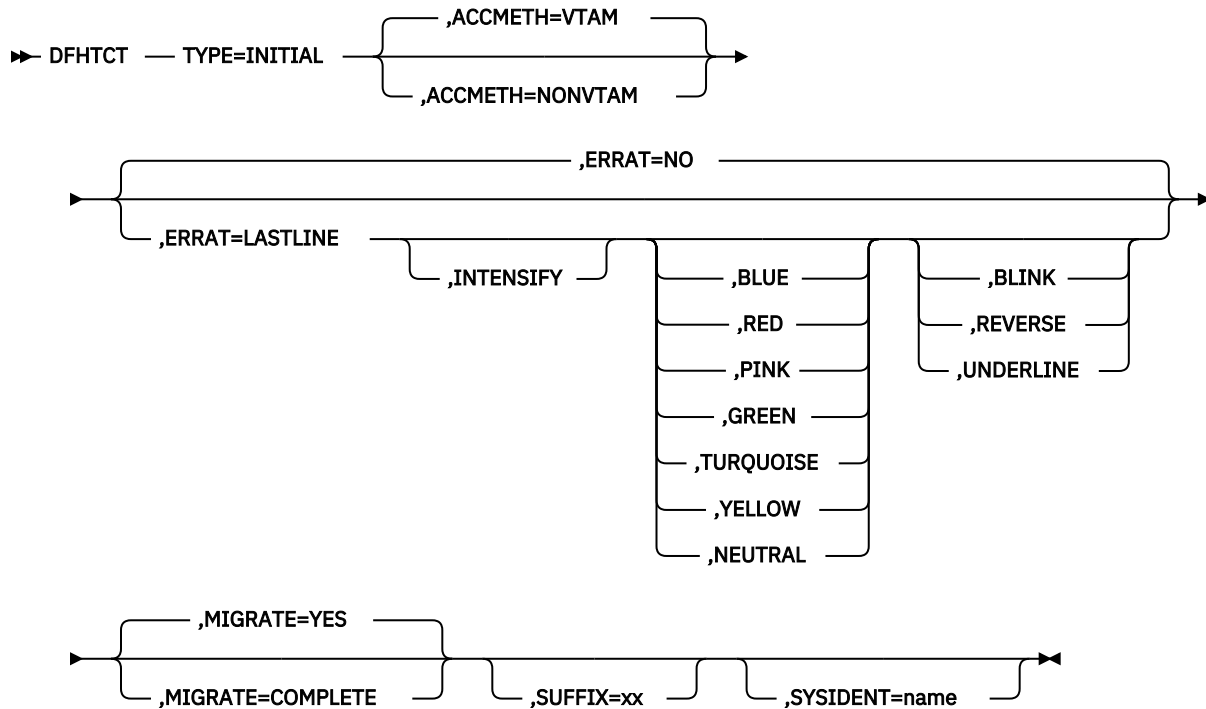 ,ACCMETH=VTAM
DFHTCT TYPE=INITIAL
,ACCMETH=NONVTAM
,ERRAT=NO
,ERRAT=LASTLINE
,INTENSIFY
,BLUE
,RED
,PINK
,GREEN
,TURQUOISE
,YELLOW
,NEUTRAL
,BLINK
,REVERSE
,UNDERLINE
,MIGRATE=YES
,MIGRATE=COMPLETE
,SUFFIX=xx
,SYSIDENT=name